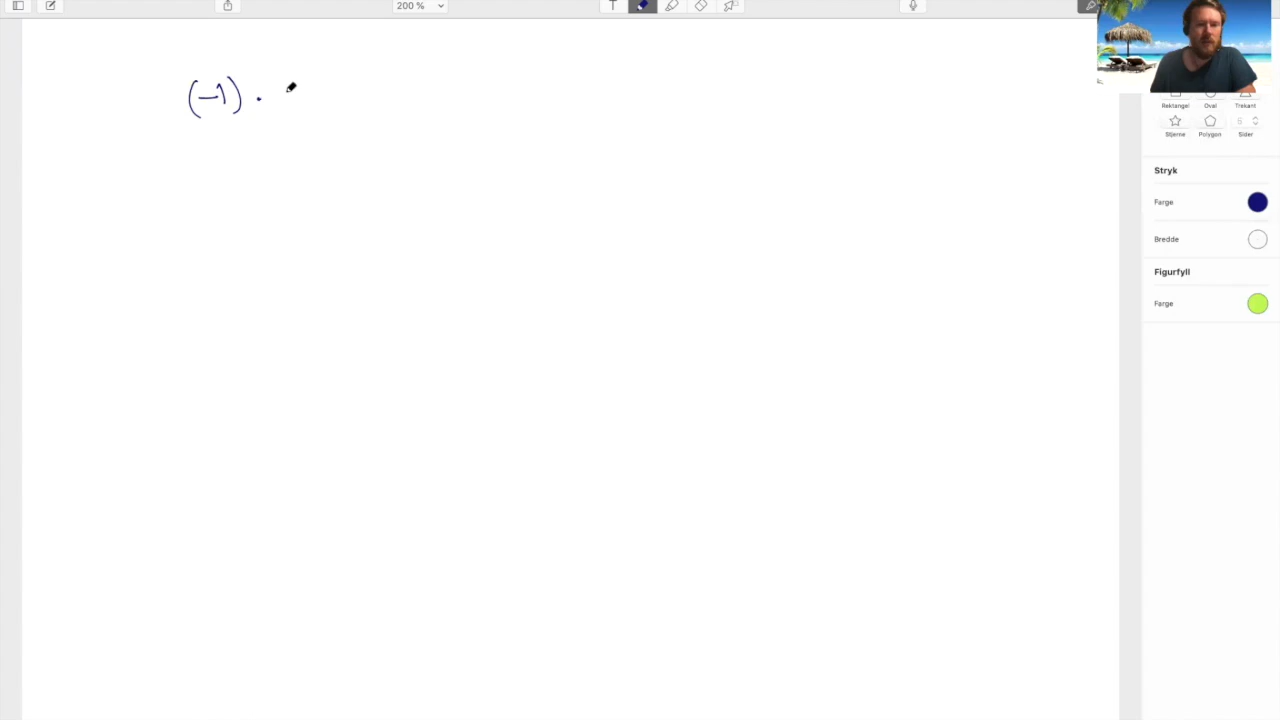 200 %
T
(-1) ·
Rektangel Oval Trekant
Stjerne Polygon Sider
Stryk
Farge
Bredde
Figurfyll
Farge